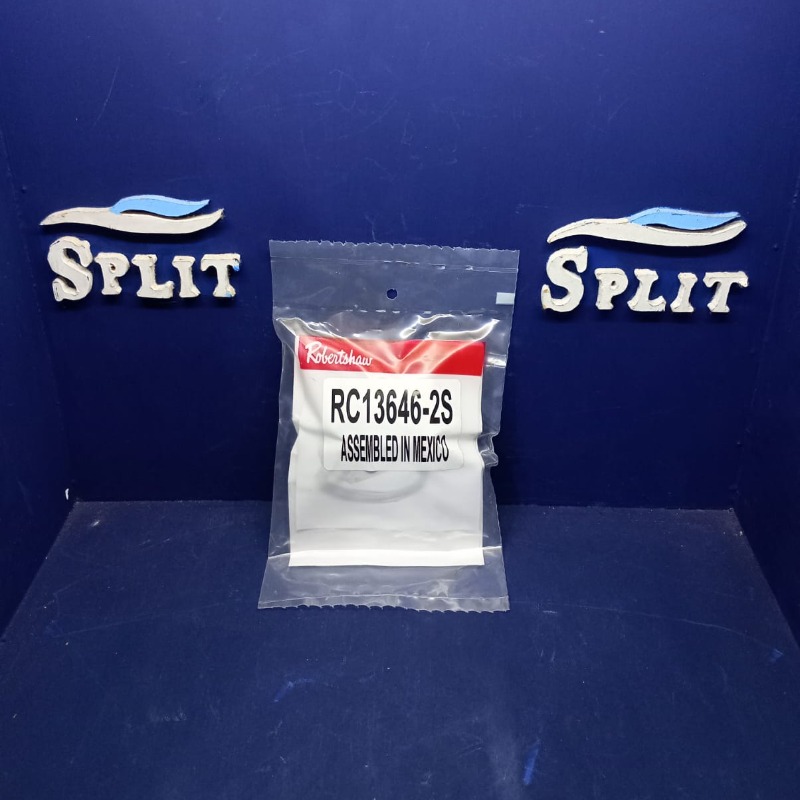 SPLIT
SPLIT
Robertshaw
RC13646-2S
ASSEMBLED IN MEXICO